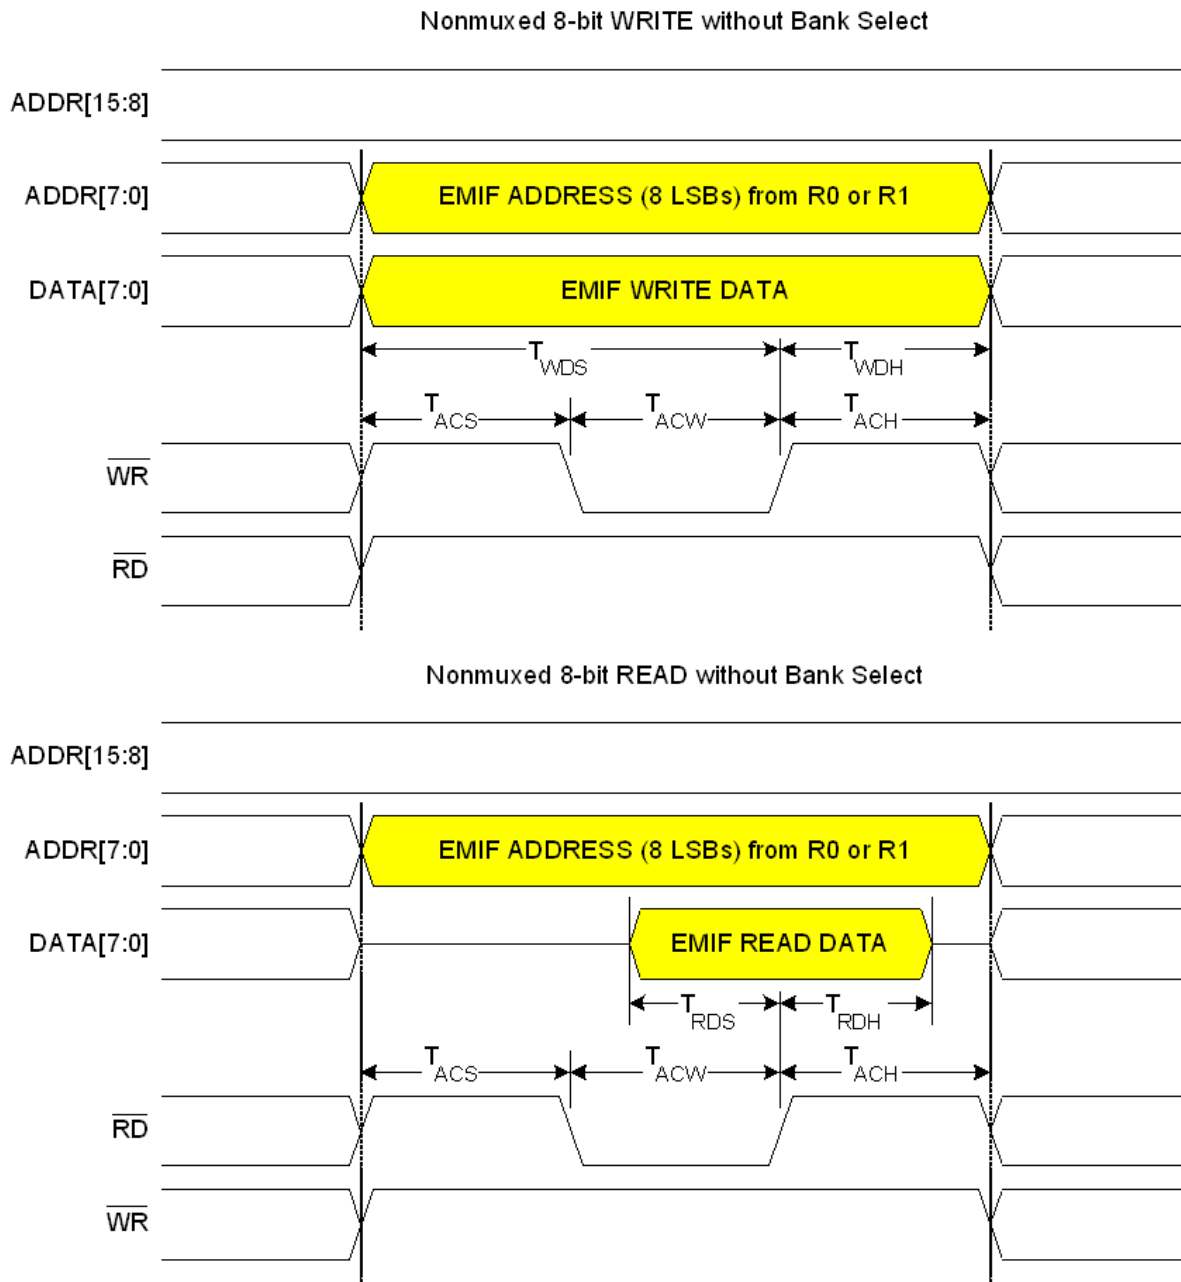 Nonmuxed 8-bit WRITE without Bank Select
ADDR[15:8]
ADDR[7:0]
EMIF ADDRESS (8 LSBs) from R0 or R1
DATA[7:0]
EMIF WRITE DATA
TWDS TWDH
TACS TACW TACH
WR
RD
Nonmuxed 8-bit READ without Bank Select
ADDR[15:8]
ADDR[7:0]
EMIF ADDRESS (8 LSBs) from R0 or R1
DATA[7:0]
EMIF READ DATA
TRDS TRDH
TACS TACW TACH
RD
WR